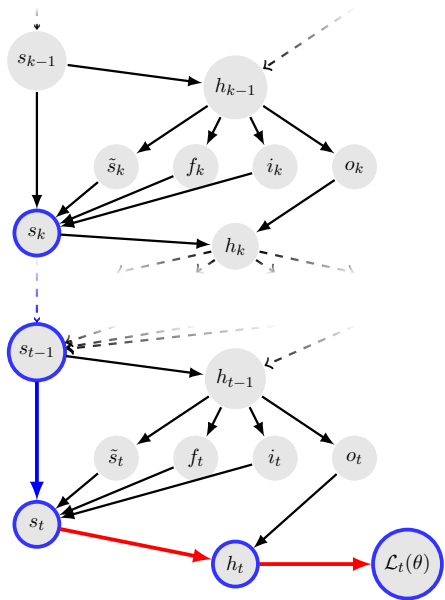 s_{k−1}
h_{k−1}
s̃_k f_k i_k o_k
s_k
h_k
s_{t−1}
h_{t−1}
s̃_t f_t i_t o_t
s_t
h_t
ℒ_t(θ)